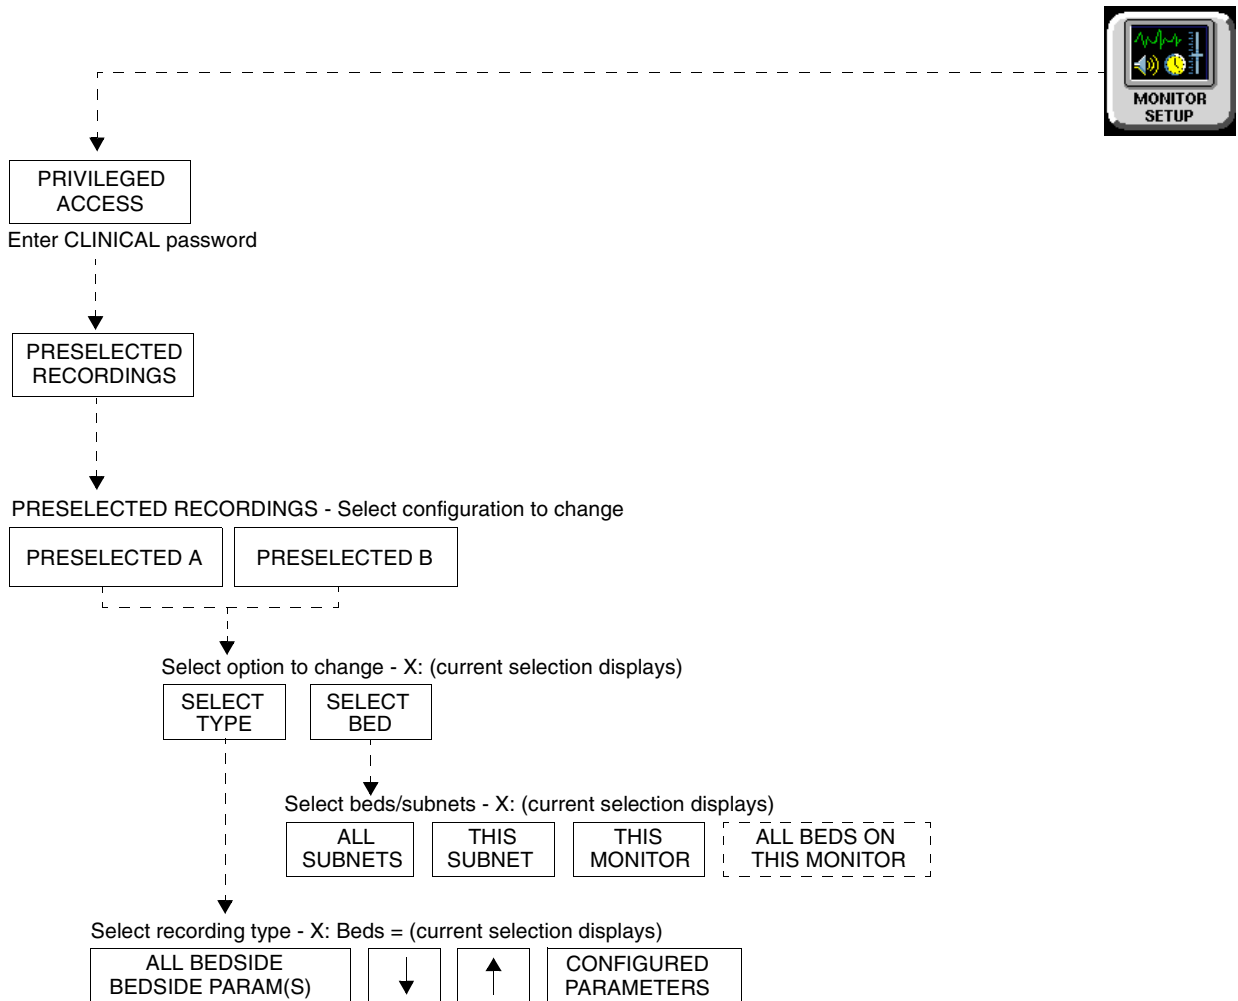 MONITOR
SETUP
PRIVILEGED
ACCESS
Enter CLINICAL password
PRESELECTED
RECORDINGS
PRESELECTED RECORDINGS - Select configuration to change
PRESELECTED A
PRESELECTED B
Select option to change - X: (current selection displays)
SELECT
TYPE
SELECT
BED
Select beds/subnets - X: (current selection displays)
ALL
SUBNETS
THIS
SUBNET
THIS
MONITOR
ALL BEDS ON
THIS MONITOR
Select recording type - X: Beds = (current selection displays)
ALL BEDSIDE
BEDSIDE PARAM(S)
CONFIGURED
PARAMETERS